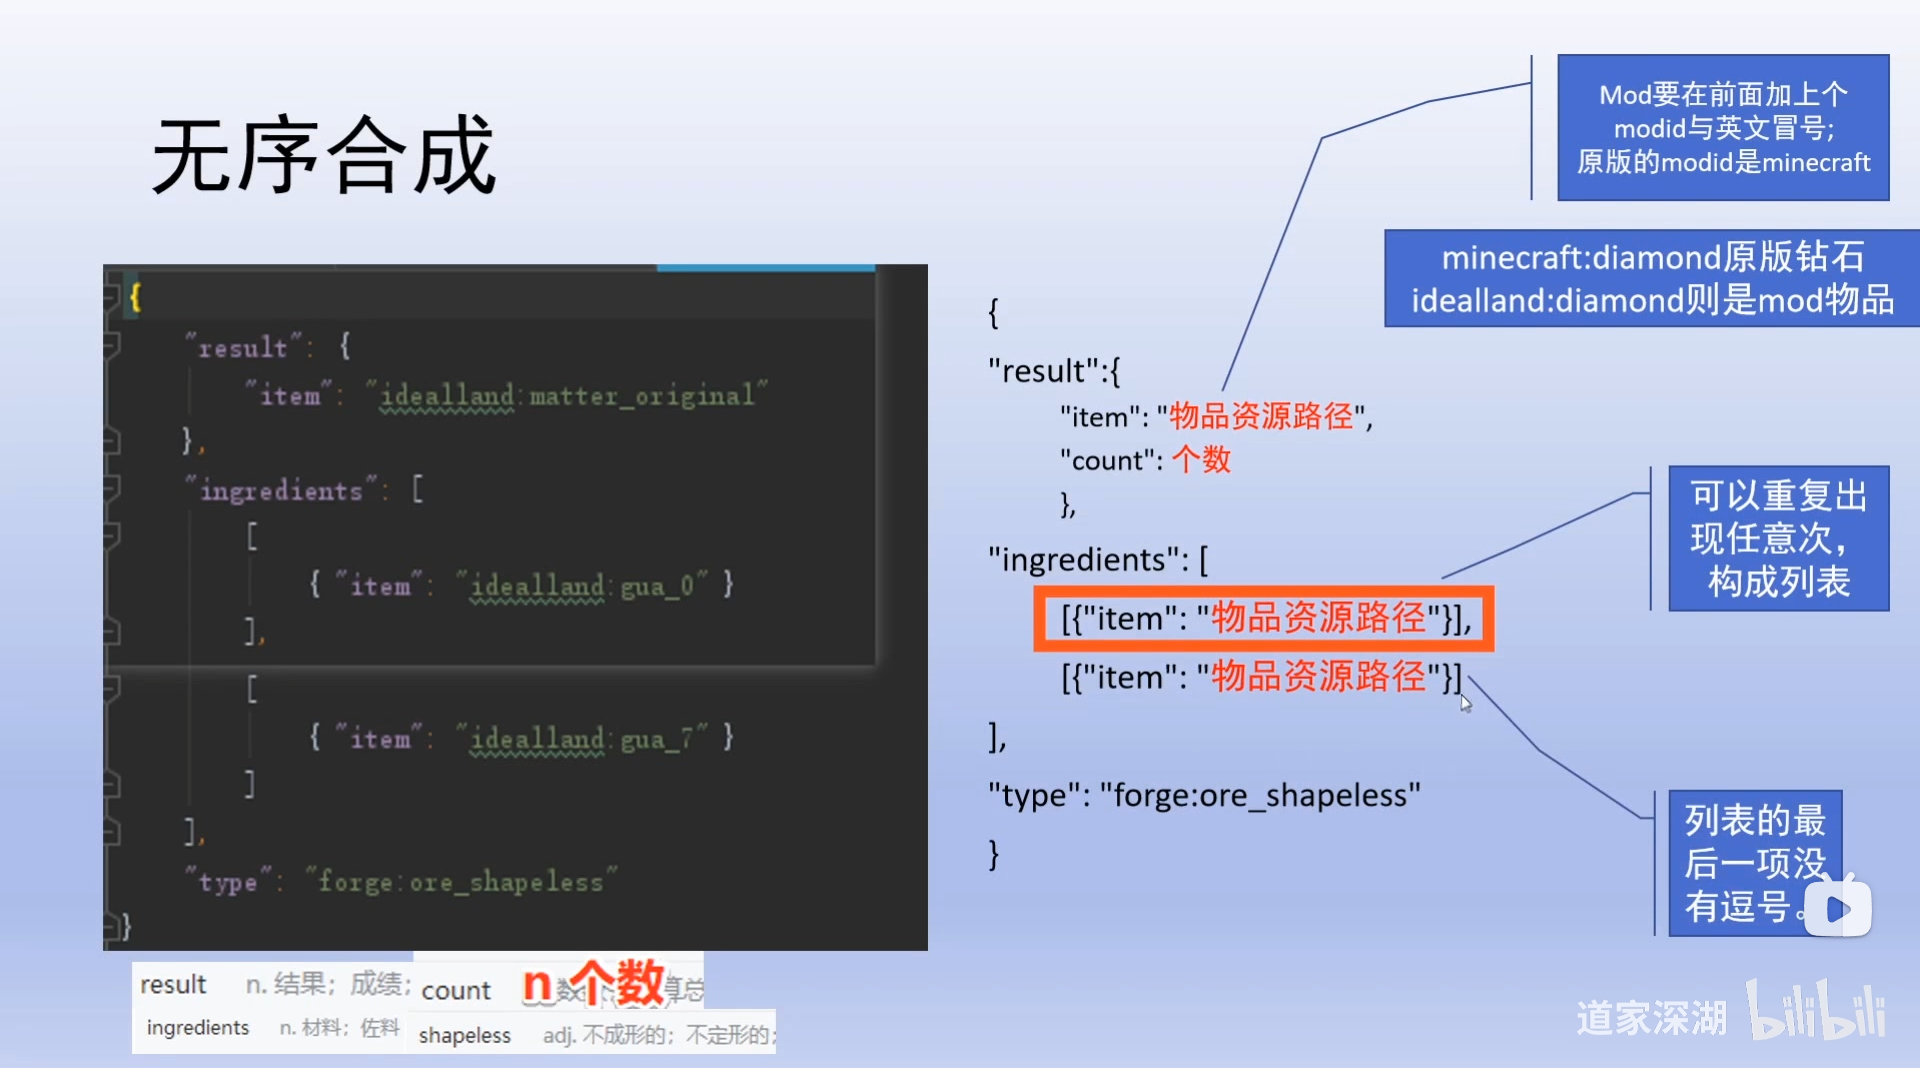 无序合成
{
"result": {
"item": "idealland:matter_original"
},
"ingredients": [
[
{ "item": "idealland:gua_0" }
],
[
{ "item": "idealland:gua_7" }
]
],
"type": "forge:ore_shapeless"
}
result n. 结果；成绩；
ingredients n. 材料；佐料
count n 个数
shapeless adj. 不成形的；不定形的；
{
"result":{
"item": "物品资源路径",
"count": 个数
},
"ingredients": [
[{"item": "物品资源路径"}],
[{"item": "物品资源路径"}]
],
"type": "forge:ore_shapeless"
}
Mod要在前面加上个
modid与英文冒号;
原版的modid是minecraft
minecraft:diamond原版钻石
idealland:diamond则是mod物品
可以重复出
现任意次，
构成列表
列表的最
后一项没
有逗号。
道家深湖 bilibili